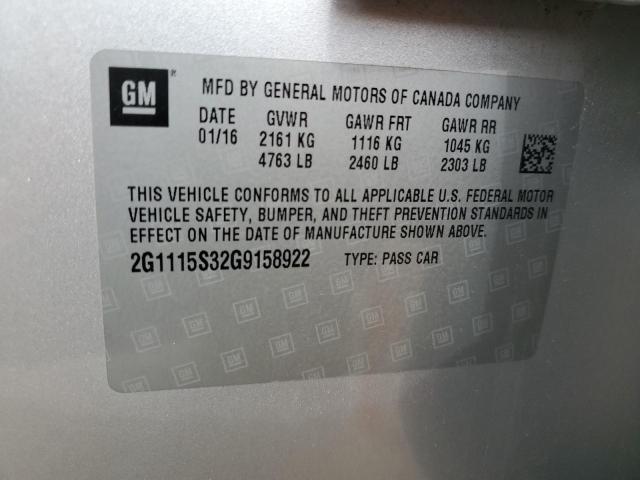 GM ® MFD BY GENERAL MOTORS OF CANADA COMPANY
DATE GVWR GAWR FRT GAWR RR
01/16 2161 KG 1116 KG 1045 KG
4763 LB 2460 LB 2303 LB
THIS VEHICLE CONFORMS TO ALL APPLICABLE U.S. FEDERAL MOTOR
VEHICLE SAFETY, BUMPER, AND THEFT PREVENTION STANDARDS IN
EFFECT ON THE DATE OF MANUFACTURE SHOWN ABOVE.
2G1115S32G9158922 TYPE: PASS CAR